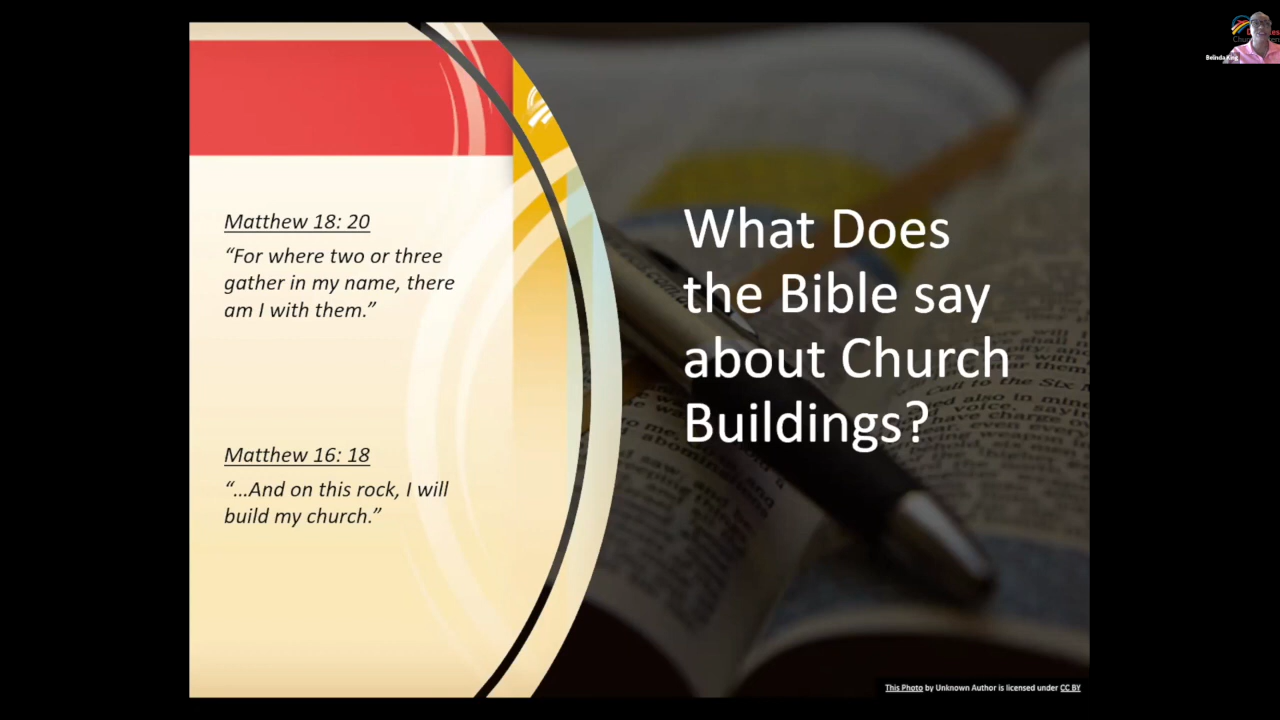 Matthew 18: 20
“For where two or three
gather in my name, there
am I with them.”
Matthew 16: 18
“...And on this rock, I will
build my church.”
What Does
the Bible say
about Church
Buildings?
This Photo by Unknown Author is licensed under CC BY
Belinda King